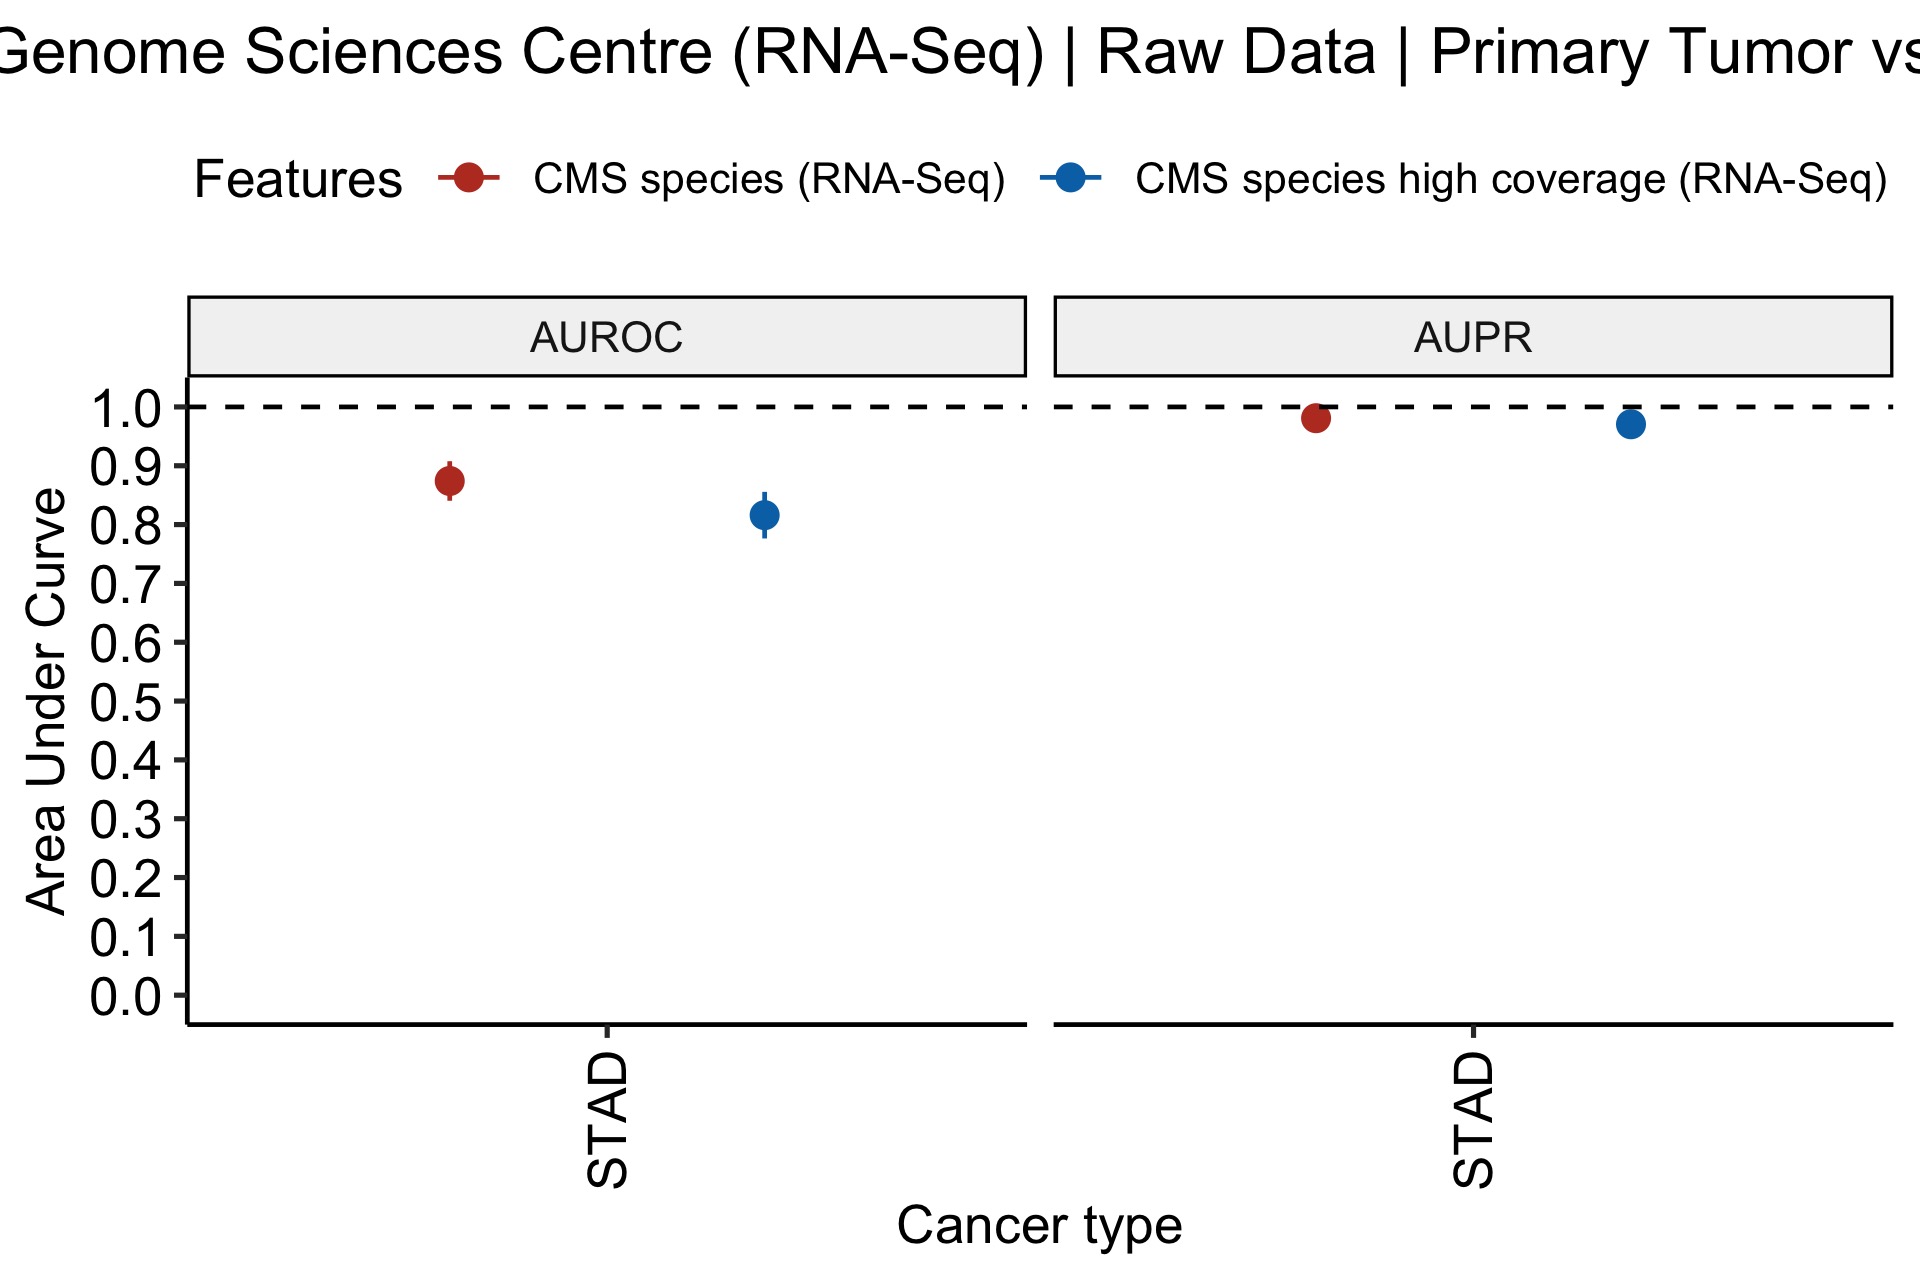 Genome Sciences Centre (RNA-Seq) | Raw Data | Primary Tumor vs
Features CMS species (RNA-Seq) CMS species high coverage (RNA-Seq)
AUROC AUPR
Area Under Curve
1.0
0.9
0.8
0.7
0.6
0.5
0.4
0.3
0.2
0.1
0.0
STAD STAD
Cancer type